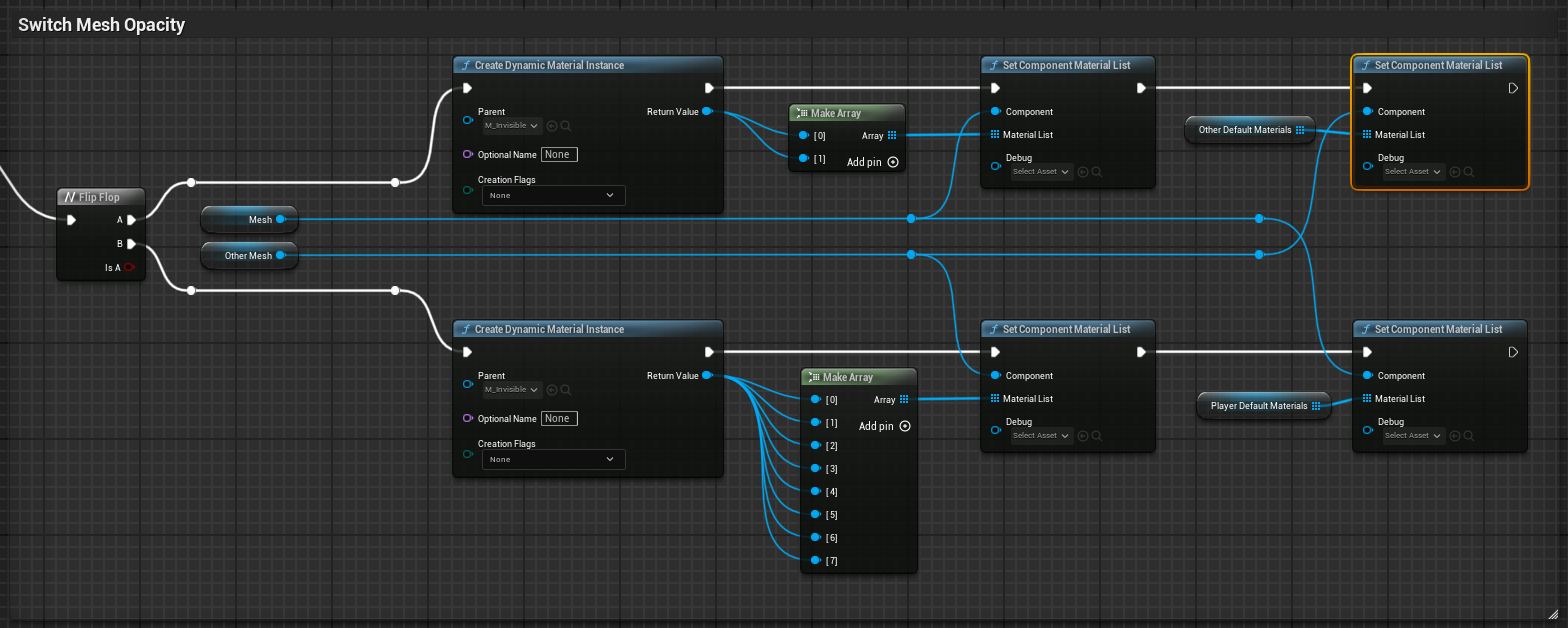 Switch Mesh Opacity
Flip Flop
A
B
Is A
Mesh
Other Mesh
Create Dynamic Material Instance
Parent
M_Invisible
Return Value
Optional Name None
Creation Flags
None
Make Array
[0] Array
[1] Add pin
Set Component Material List
Component
Material List
Debug
Select Asset
Other Default Materials
Set Component Material List
Component
Material List
Debug
Select Asset
Create Dynamic Material Instance
Parent
M_Invisible
Return Value
Optional Name None
Creation Flags
None
Make Array
[0] Array
[1] Add pin
[2]
[3]
[4]
[5]
[6]
[7]
Set Component Material List
Component
Material List
Debug
Select Asset
Player Default Materials
Set Component Material List
Component
Material List
Debug
Select Asset